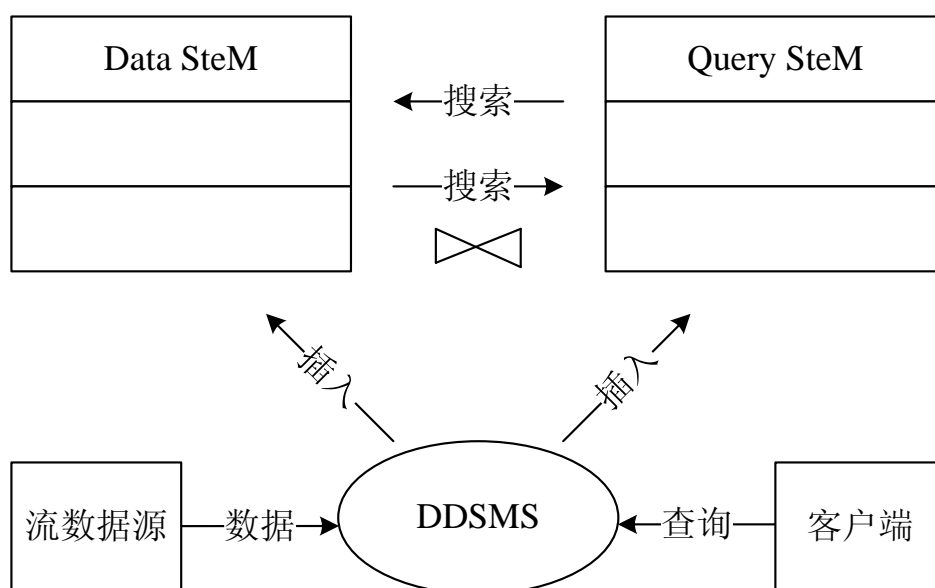 Data SteM
Query SteM
搜索
搜索
插入
插入
流数据源
数据
DDSMS
查询
客户端